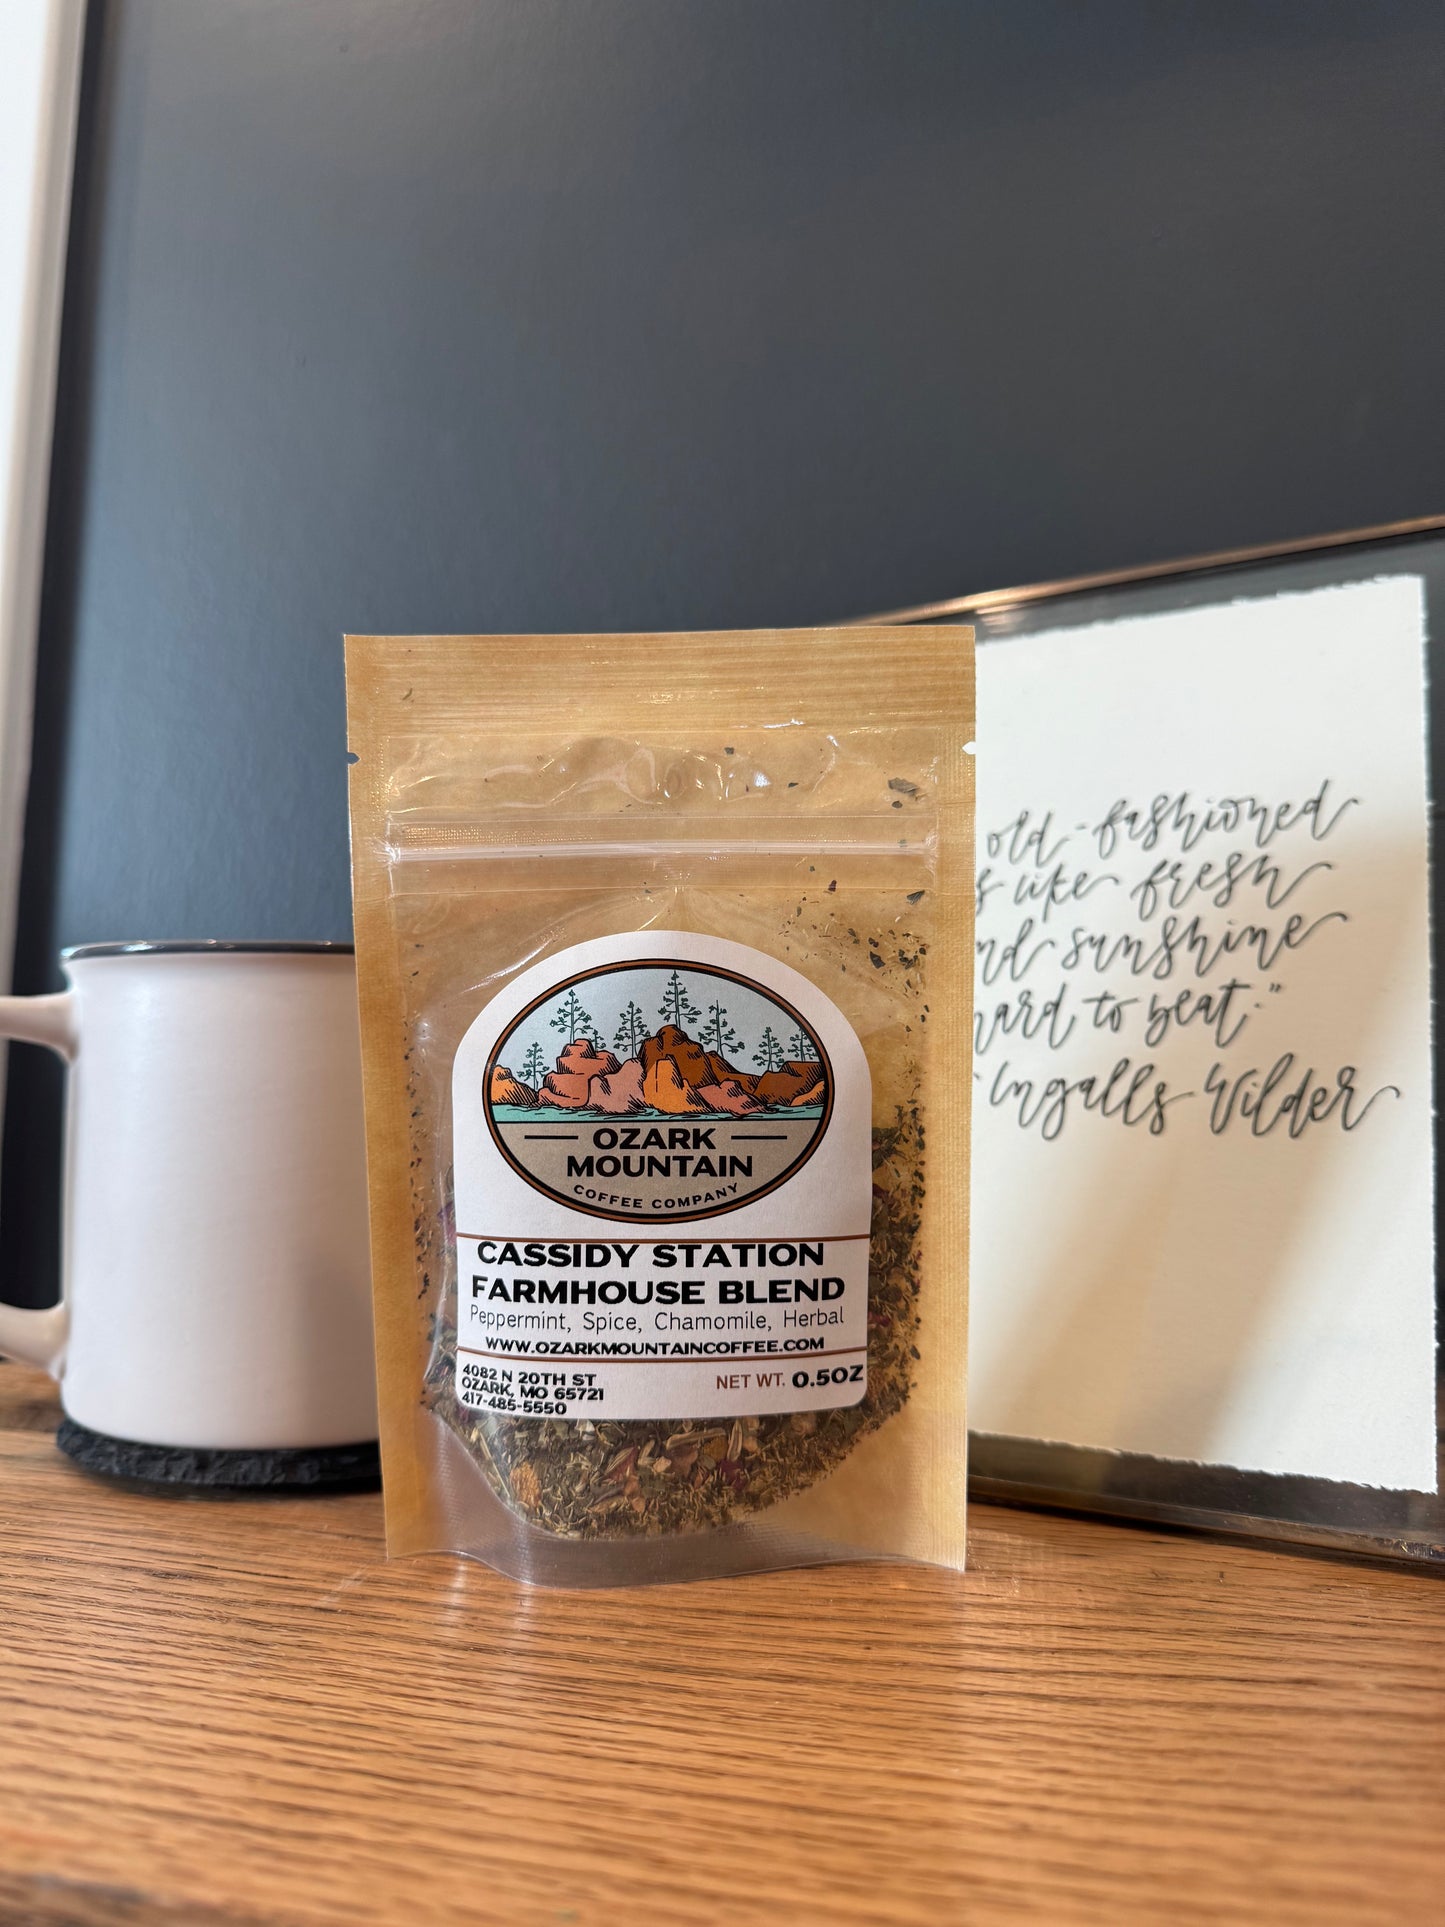 OZARK
MOUNTAIN
COFFEE COMPANY
CASSIDY STATION
FARMHOUSE BLEND
Peppermint, Spice, Chamomile, Herbal
WWW.OZARKMOUNTAINCOFFEE.COM
4082 N 20TH ST
OZARK, MO 65721
417-485-5550
NET WT. 0.5OZ
old-fashioned
like fresh
sunshine
to beat."
Ingalls Wilder